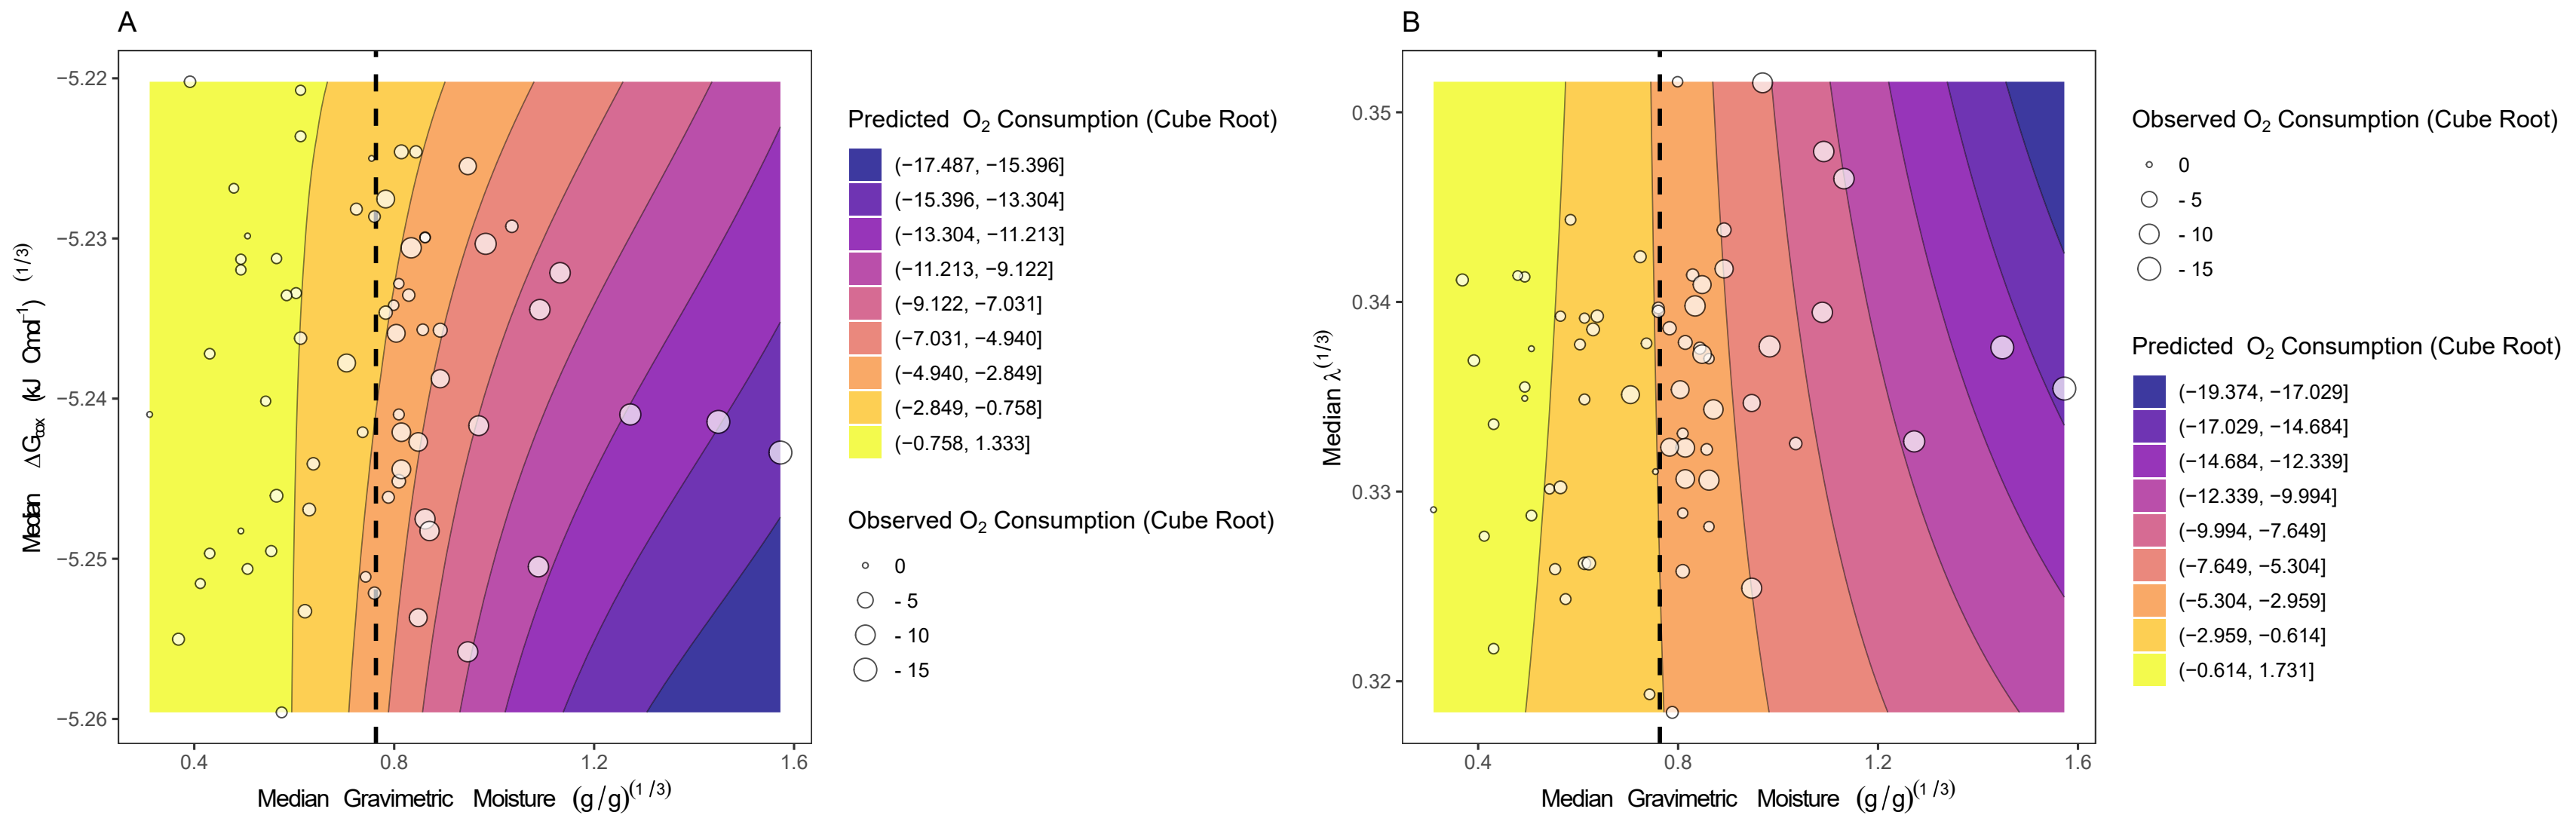 A
−5.22
−5.23
−5.24
−5.25
−5.26
Median ΔGcox (kJ Cmol−1) (1/3)
0.4 0.8 1.2 1.6
Median Gravimetric Moisture (g/g)(1/3)
Predicted O2 Consumption (Cube Root)
(−17.487, −15.396]
(−15.396, −13.304]
(−13.304, −11.213]
(−11.213, −9.122]
(−9.122, −7.031]
(−7.031, −4.940]
(−4.940, −2.849]
(−2.849, −0.758]
(−0.758, 1.333]
Observed O2 Consumption (Cube Root)
0
- 5
- 10
- 15
B
0.35
0.34
0.33
0.32
Median λ(1/3)
0.4 0.8 1.2 1.6
Median Gravimetric Moisture (g/g)(1/3)
Observed O2 Consumption (Cube Root)
0
- 5
- 10
- 15
Predicted O2 Consumption (Cube Root)
(−19.374, −17.029]
(−17.029, −14.684]
(−14.684, −12.339]
(−12.339, −9.994]
(−9.994, −7.649]
(−7.649, −5.304]
(−5.304, −2.959]
(−2.959, −0.614]
(−0.614, 1.731]